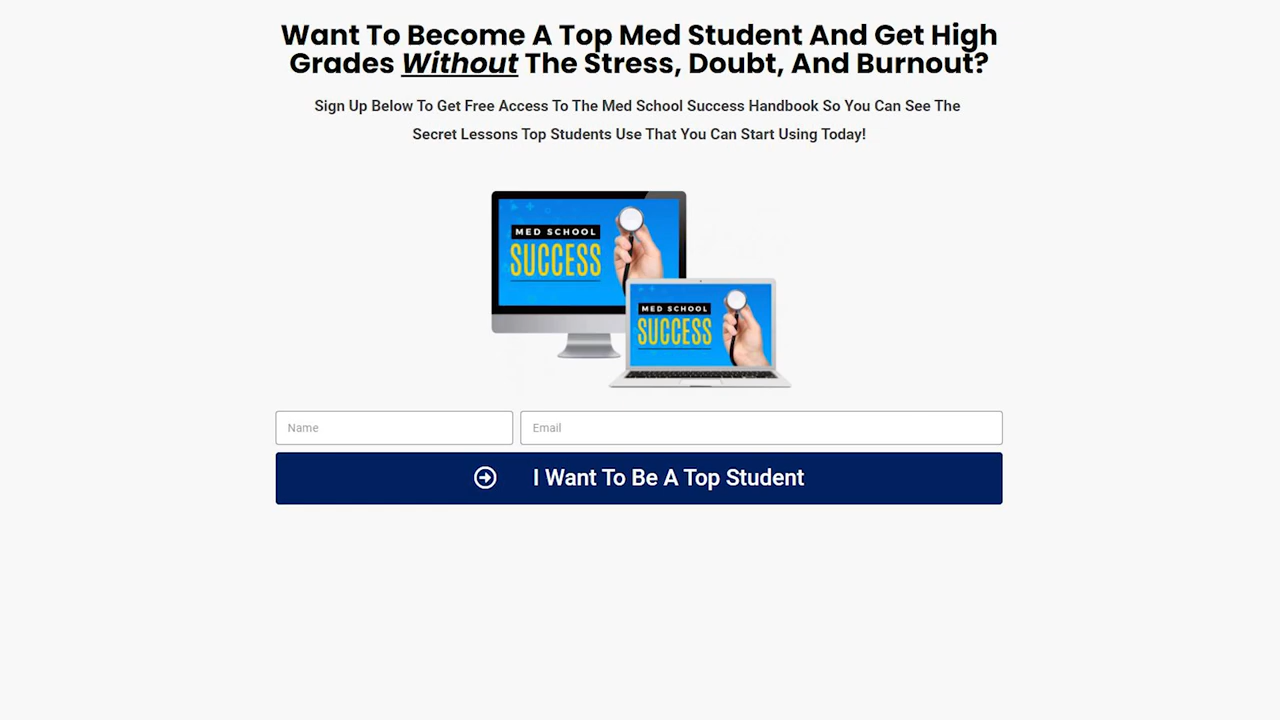 Want To Become A Top Med Student And Get High
Grades Without The Stress, Doubt, And Burnout?
Sign Up Below To Get Free Access To The Med School Success Handbook So You Can See The
Secret Lessons Top Students Use That You Can Start Using Today!
MED SCHOOL
SUCCESS
MED SCHOOL
SUCCESS
Name
Email
I Want To Be A Top Student